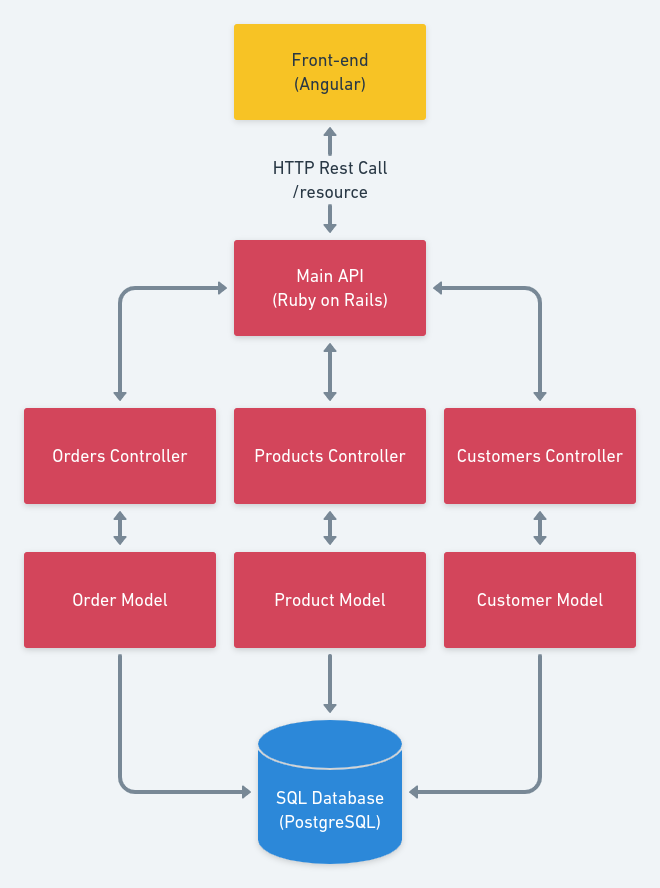 Front-end
(Angular)
HTTP Rest Call
/resource
Main API
(Ruby on Rails)
Orders Controller
Products Controller
Customers Controller
Order Model
Product Model
Customer Model
SQL Database
(PostgreSQL)